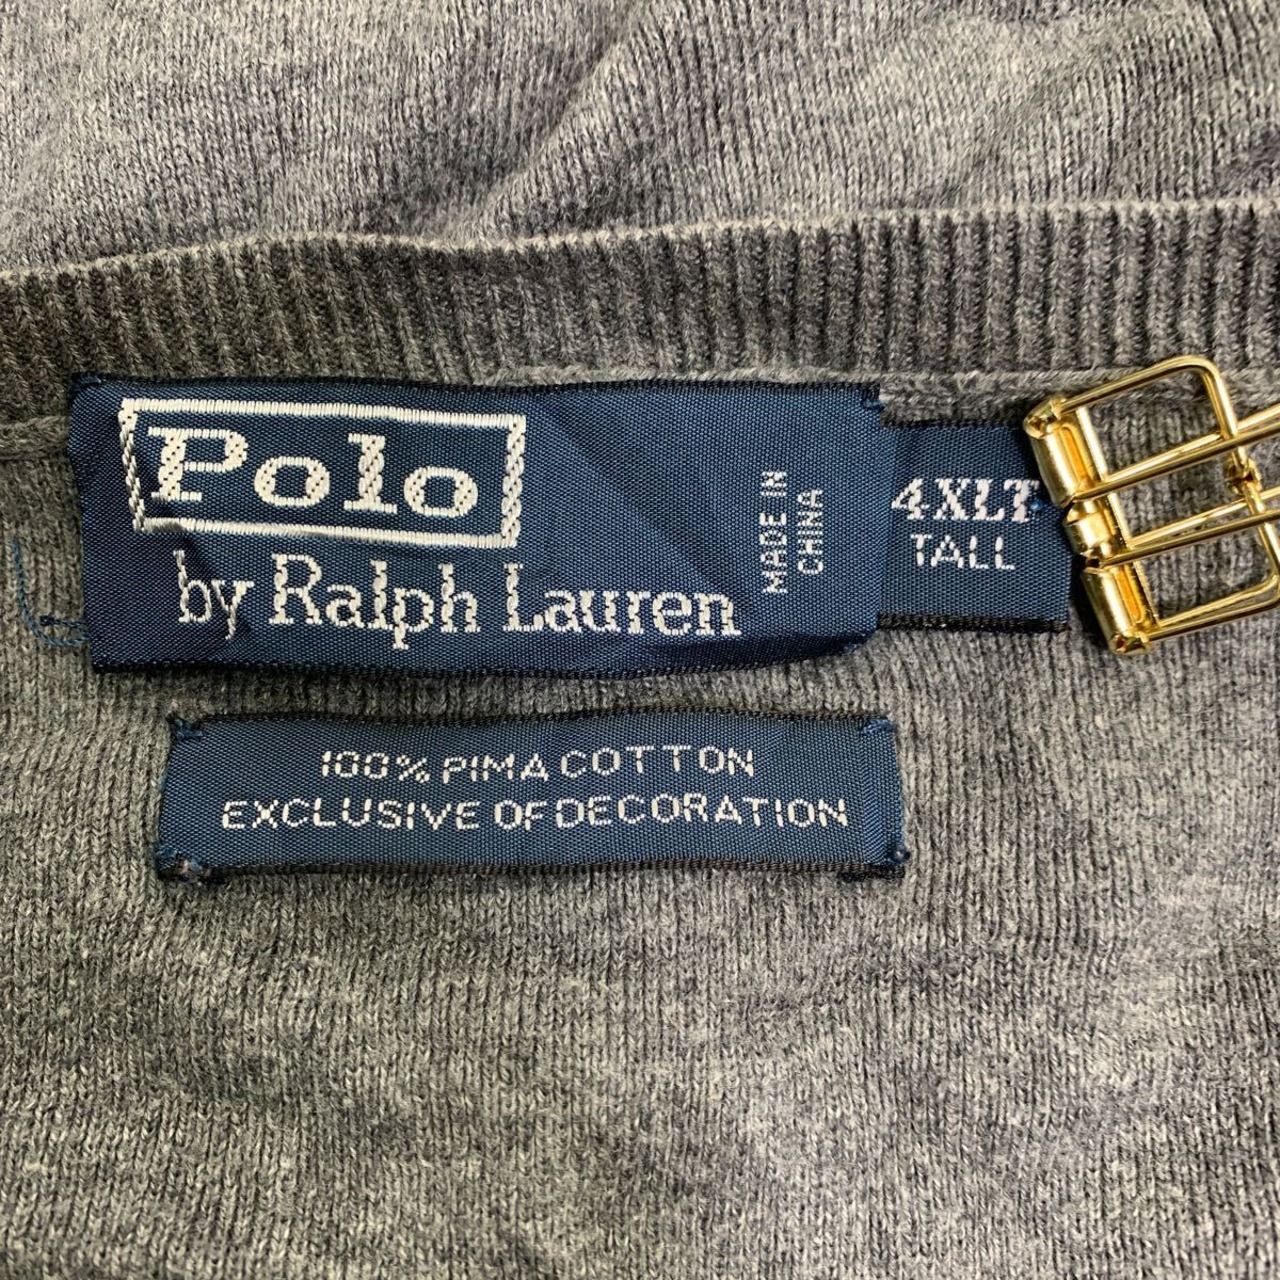 Polo
by Ralph Lauren
MADE IN
CHINA
4XLT
TALL
100% PIMA COTTON
EXCLUSIVE OF DECORATION